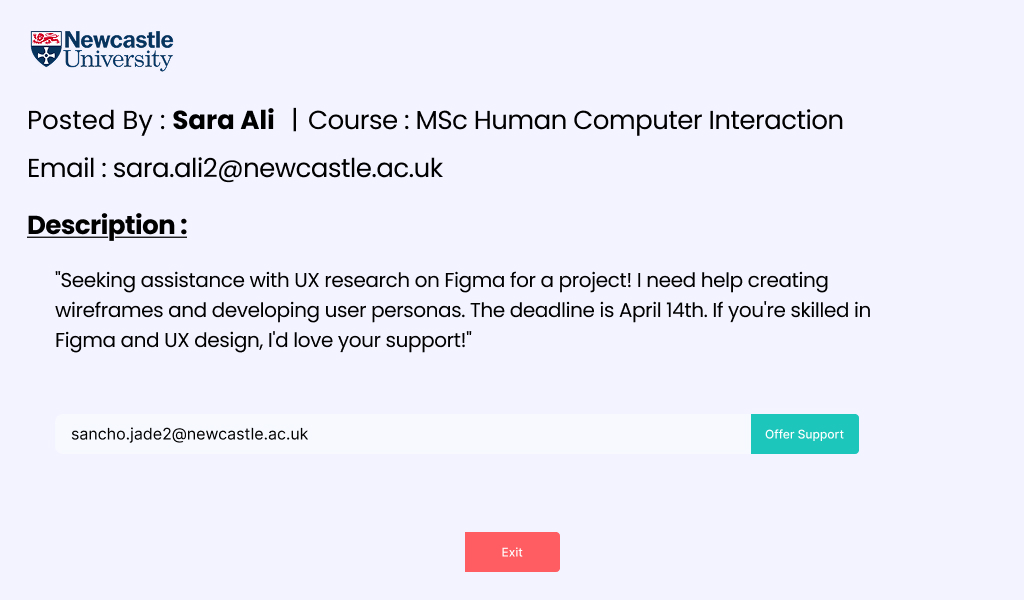 Newcastle
University
Posted By : Sara Ali | Course : MSc Human Computer Interaction
Email : sara.ali2@newcastle.ac.uk
Description :
"Seeking assistance with UX research on Figma for a project! I need help creating
wireframes and developing user personas. The deadline is April 14th. If you're skilled in
Figma and UX design, I'd love your support!"
sancho.jade2@newcastle.ac.uk
Offer Support
Exit